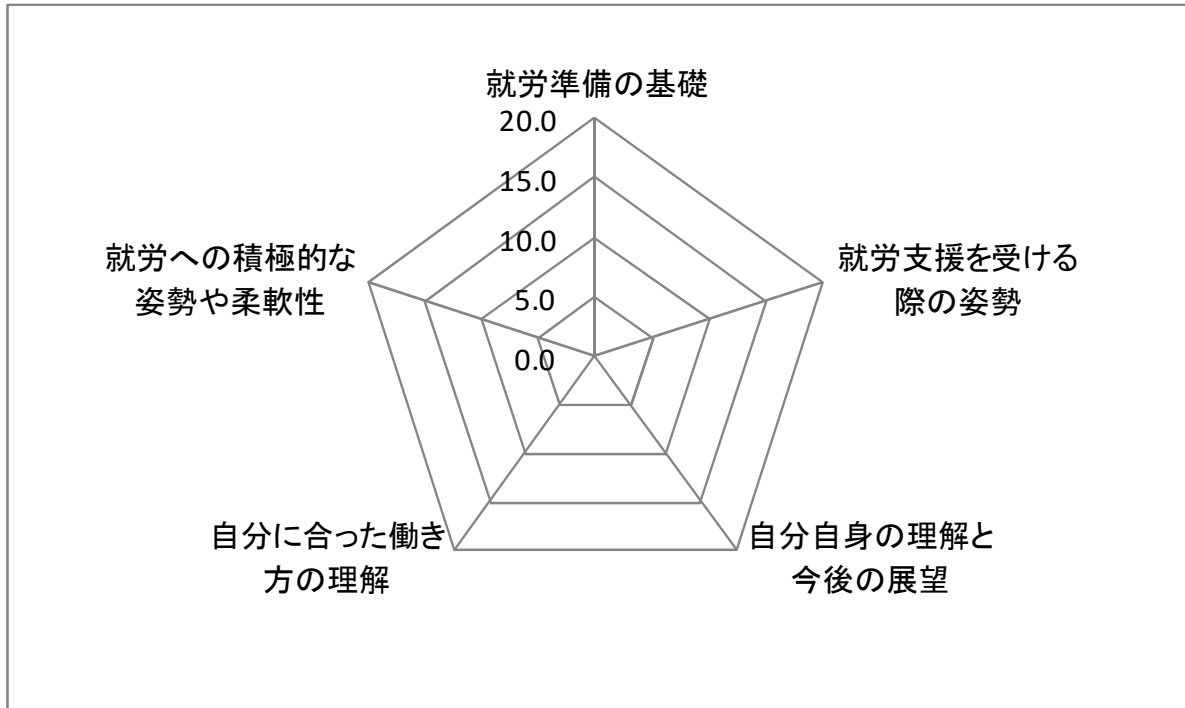 就労準備の基礎
20.0
15.0
10.0
5.0
0.0
就労支援を受ける
際の姿勢
自分自身の理解と
今後の展望
自分に合った働き
方の理解
就労への積極的な
姿勢や柔軟性